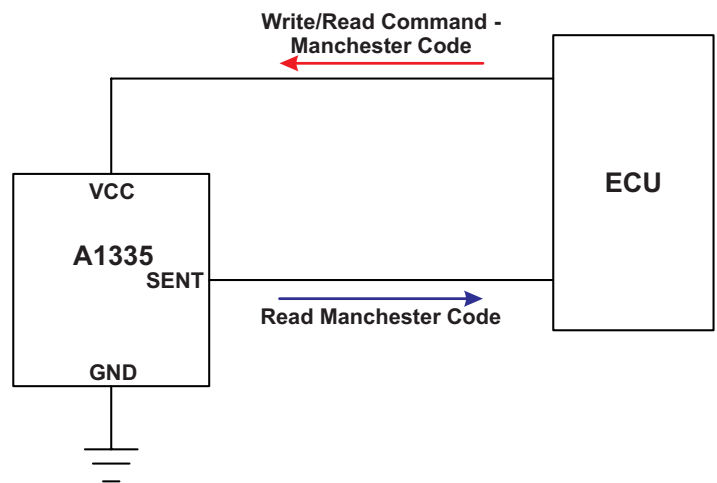 Write/Read Command -
Manchester Code
ECU
VCC
A1335
SENT
Read Manchester Code
GND